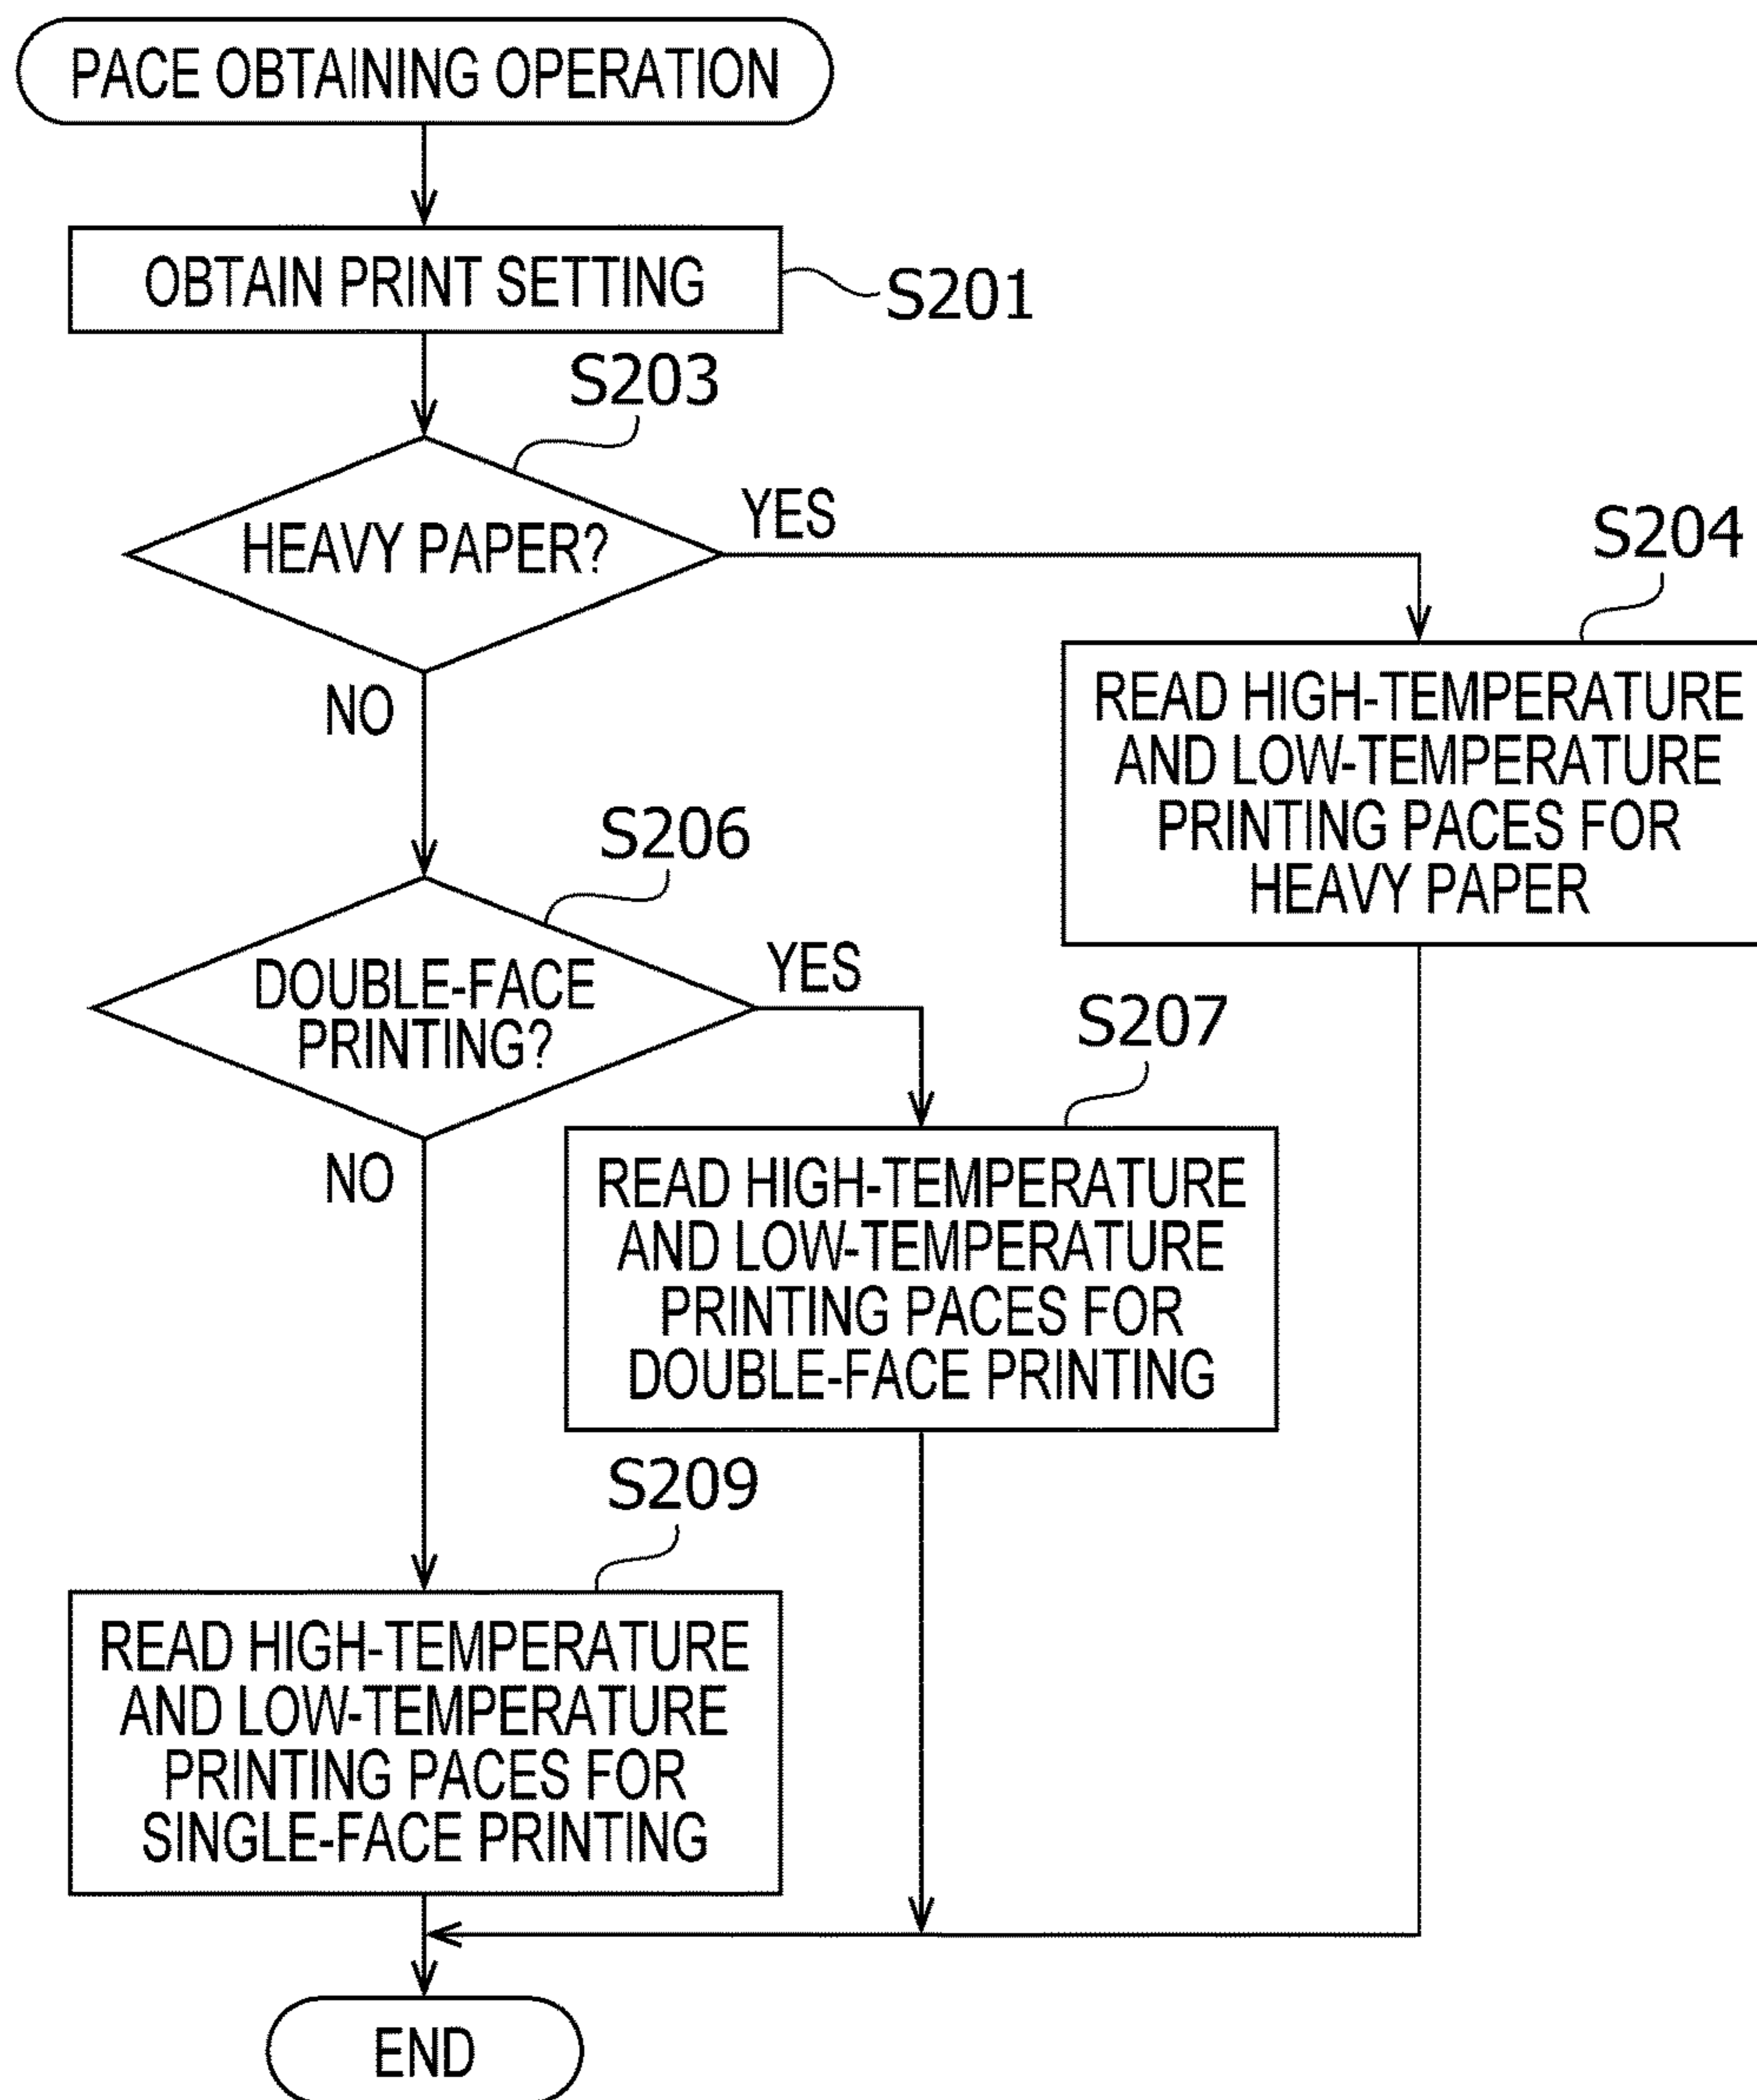 PACE OBTAINING OPERATION
OBTAIN PRINT SETTING
S201
S203
HEAVY PAPER?
YES
NO
S204
READ HIGH-TEMPERATURE
AND LOW-TEMPERATURE
PRINTING PACES FOR
HEAVY PAPER
S206
DOUBLE-FACE
PRINTING?
YES
NO
S207
READ HIGH-TEMPERATURE
AND LOW-TEMPERATURE
PRINTING PACES FOR
DOUBLE-FACE PRINTING
S209
READ HIGH-TEMPERATURE
AND LOW-TEMPERATURE
PRINTING PACES FOR
SINGLE-FACE PRINTING
END